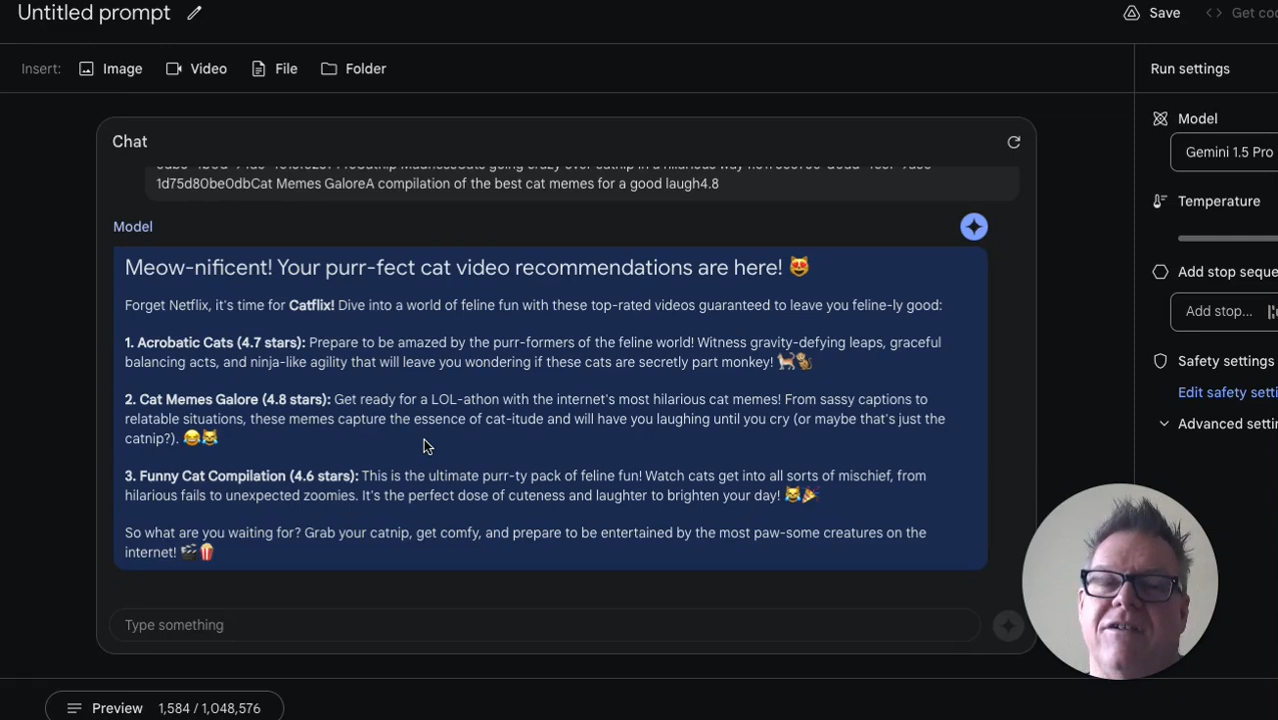 Untitled prompt
Save
Get co
Insert: Image Video File Folder
Run settings
Chat
1d75d80be0dbCat Memes GaloreA compilation of the best cat memes for a good laugh4.8
Model
Meow-nificent! Your purr-fect cat video recommendations are here! 😻
Forget Netflix, it's time for Catflix! Dive into a world of feline fun with these top-rated videos guaranteed to leave you feline-ly good:
1. Acrobatic Cats (4.7 stars): Prepare to be amazed by the purr-formers of the feline world! Witness gravity-defying leaps, graceful
balancing acts, and ninja-like agility that will leave you wondering if these cats are secretly part monkey! 🐈🐒
2. Cat Memes Galore (4.8 stars): Get ready for a LOL-athon with the internet's most hilarious cat memes! From sassy captions to
relatable situations, these memes capture the essence of cat-itude and will have you laughing until you cry (or maybe that's just the
catnip?). 😂😹
3. Funny Cat Compilation (4.6 stars): This is the ultimate purr-ty pack of feline fun! Watch cats get into all sorts of mischief, from
hilarious fails to unexpected zoomies. It's the perfect dose of cuteness and laughter to brighten your day! 😹🎉
So what are you waiting for? Grab your catnip, get comfy, and prepare to be entertained by the most paw-some creatures on the
internet! 🎬🍿
Type something
Preview 1,584 / 1,048,576
Model
Gemini 1.5 Pro
Temperature
Add stop seque
Add stop...
Safety settings
Edit safety sett
Advanced setti